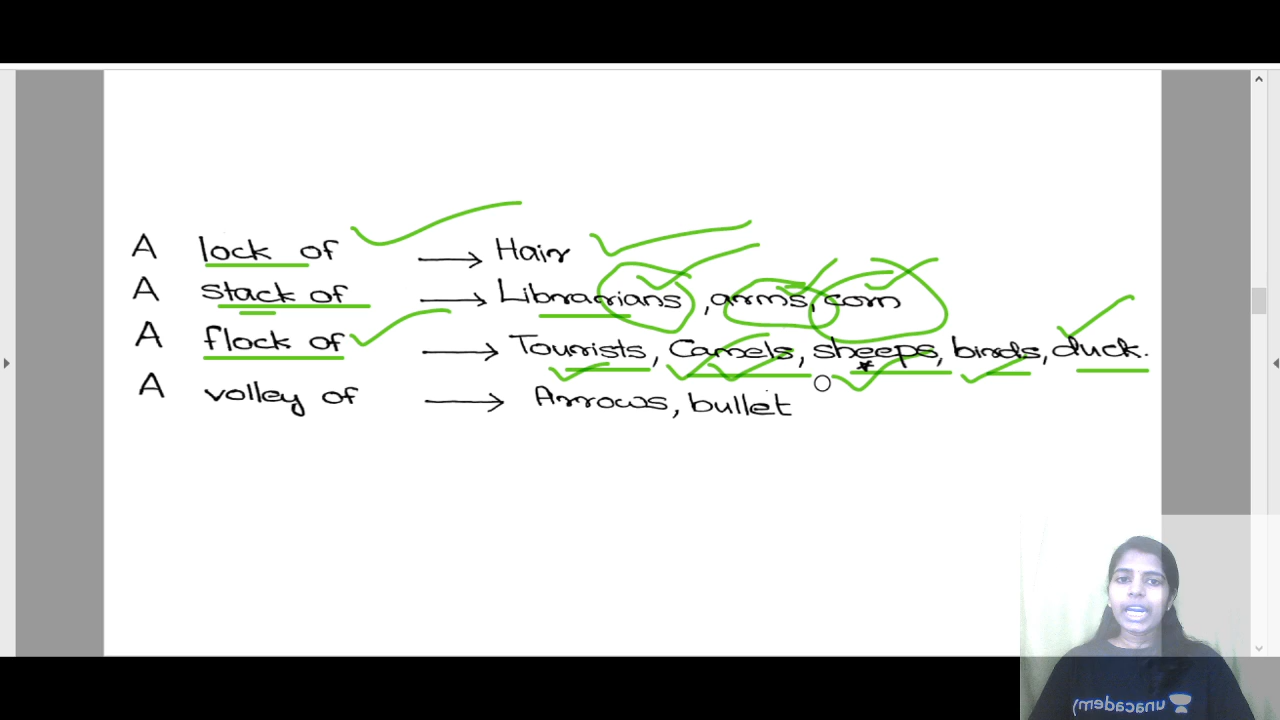 A lock of → Hair
A stack of → Librarians, arms, corn
A flock of → Tourists, Camels, sheeps, birds, duck.
A volley of → Arrows, bullet
unacademy